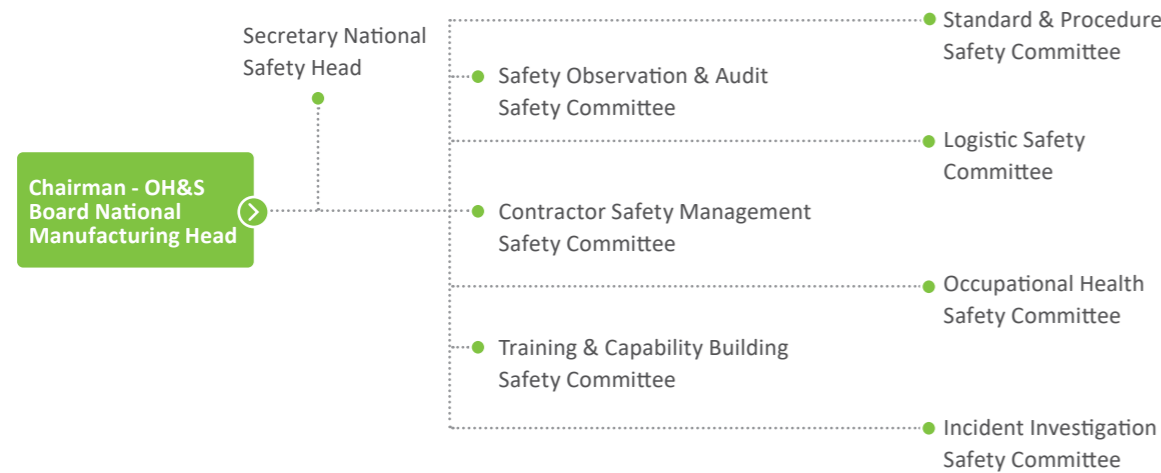 Secretary National
Safety Head
Chairman - OH&S
Board National
Manufacturing Head
Standard & Procedure
Safety Committee
Safety Observation & Audit
Safety Committee
Logistic Safety
Committee
Contractor Safety Management
Safety Committee
Occupational Health
Safety Committee
Training & Capability Building
Safety Committee
Incident Investigation
Safety Committee